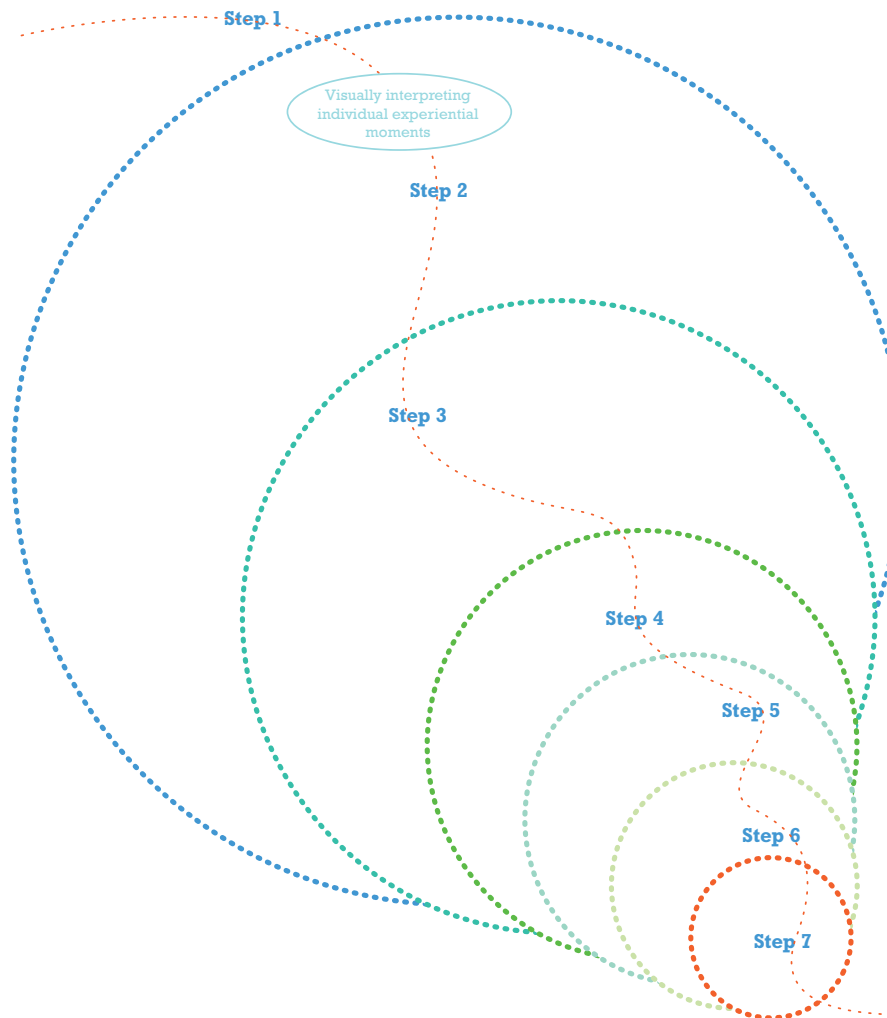 Step 1
Visually interpreting
individual experiential
moments
Step 2
Step 3
Step 4
Step 5
Step 6
Step 7